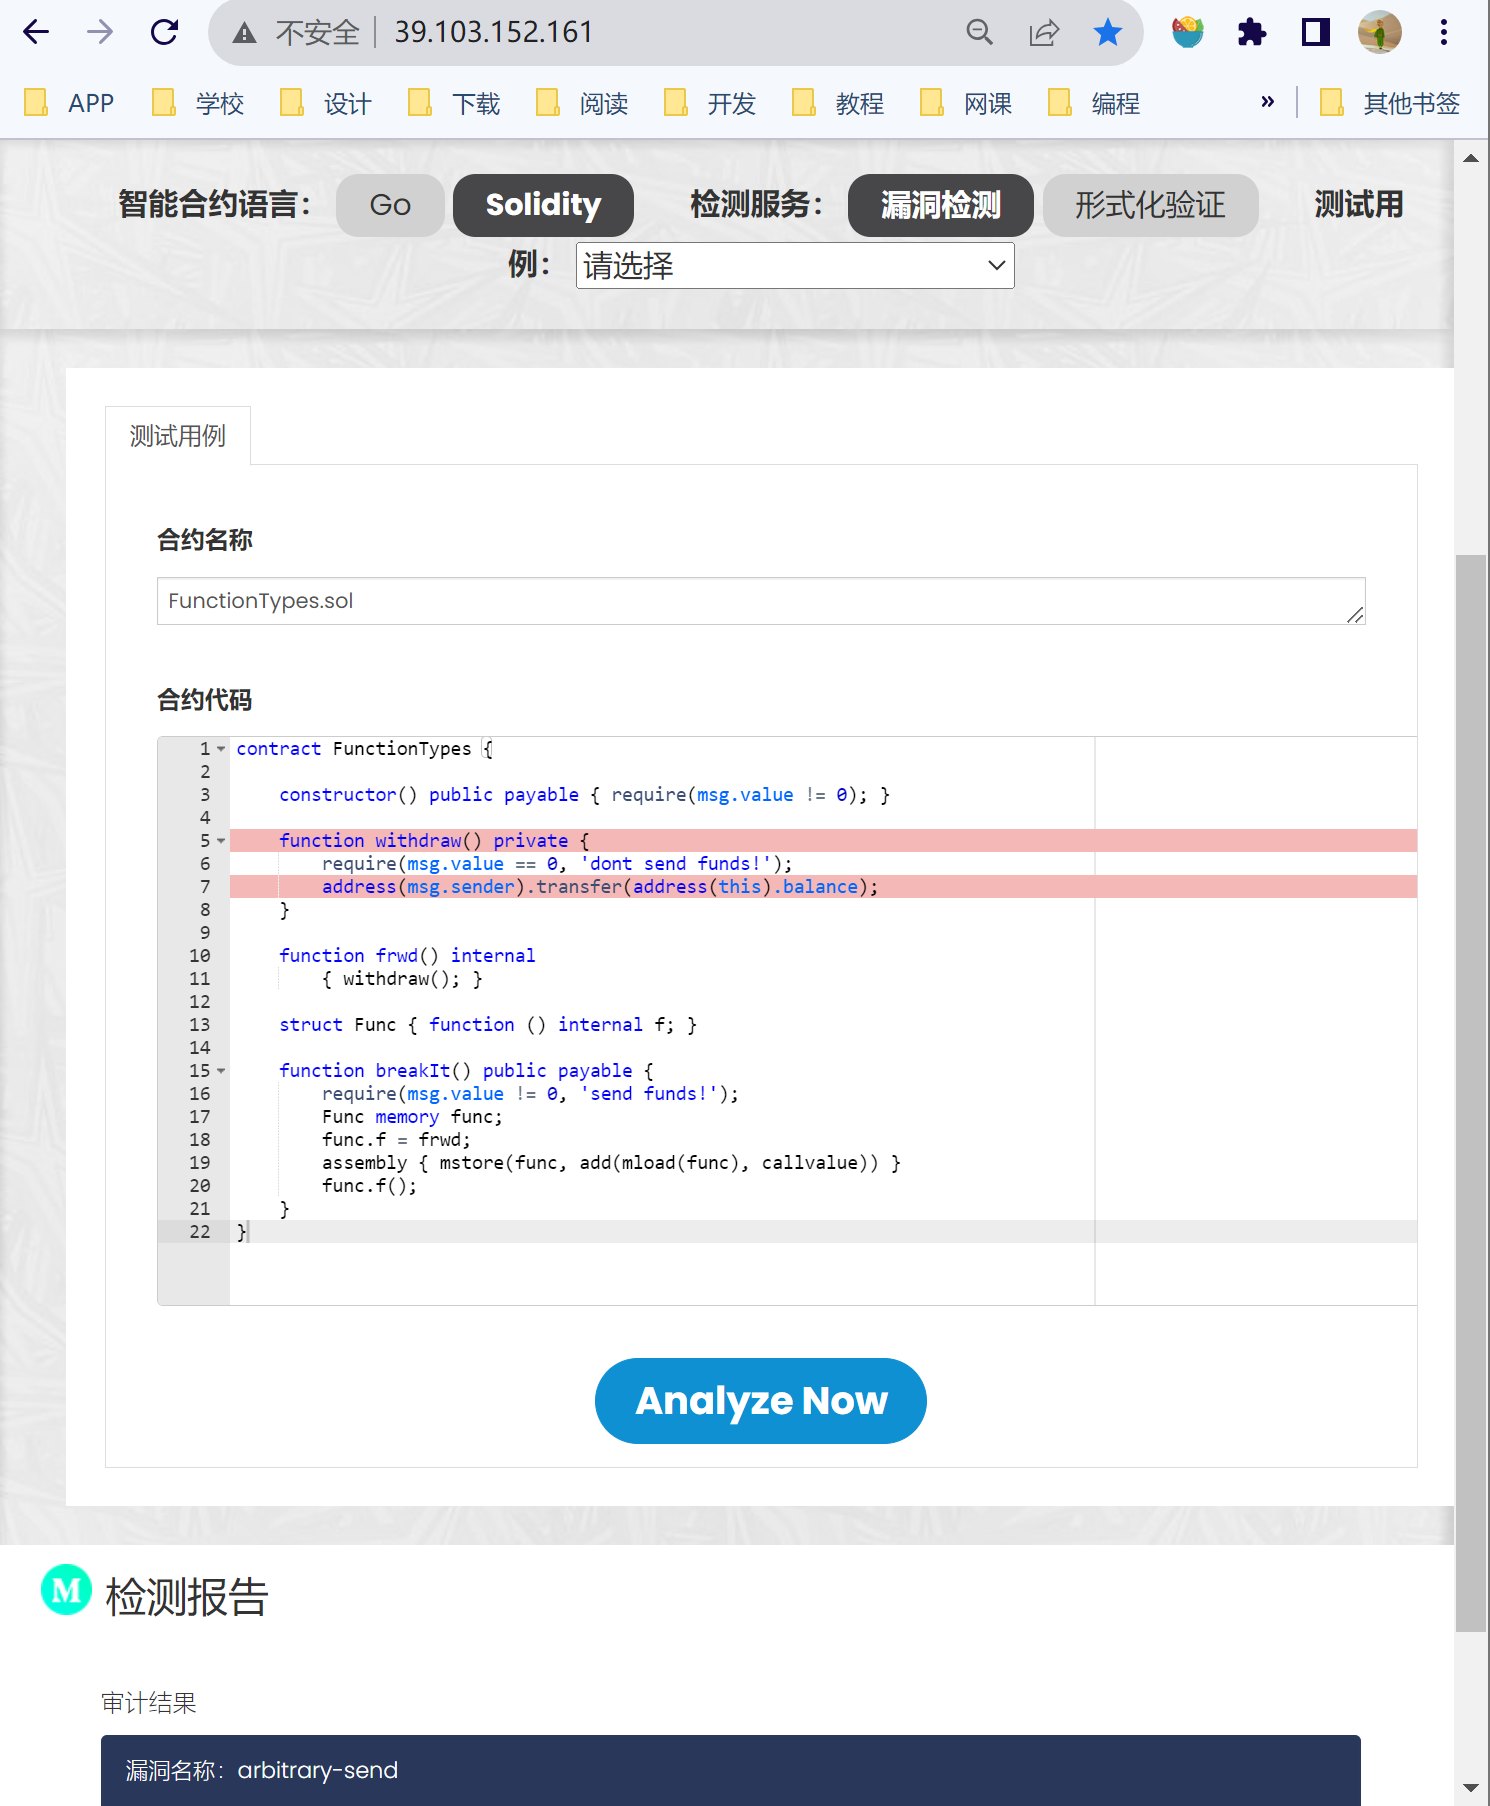 不安全 39.103.152.161
APP 学校 设计 下载 阅读 开发 教程 网课 编程 » 其他书签
智能合约语言： Go Solidity 检测服务： 漏洞检测 形式化验证 测试用
例： 请选择
测试用例
合约名称
FunctionTypes.sol
合约代码
1 contract FunctionTypes {
2
3 constructor() public payable { require(msg.value != 0); }
4
5 function withdraw() private {
6 require(msg.value == 0, 'dont send funds!');
7 address(msg.sender).transfer(address(this).balance);
8 }
9
10 function frwd() internal
11 { withdraw(); }
12
13 struct Func { function () internal f; }
14
15 function breakIt() public payable {
16 require(msg.value != 0, 'send funds!');
17 Func memory func;
18 func.f = frwd;
19 assembly { mstore(func, add(mload(func), callvalue)) }
20 func.f();
21 }
22 }
Analyze Now
M 检测报告
审计结果
漏洞名称：arbitrary-send